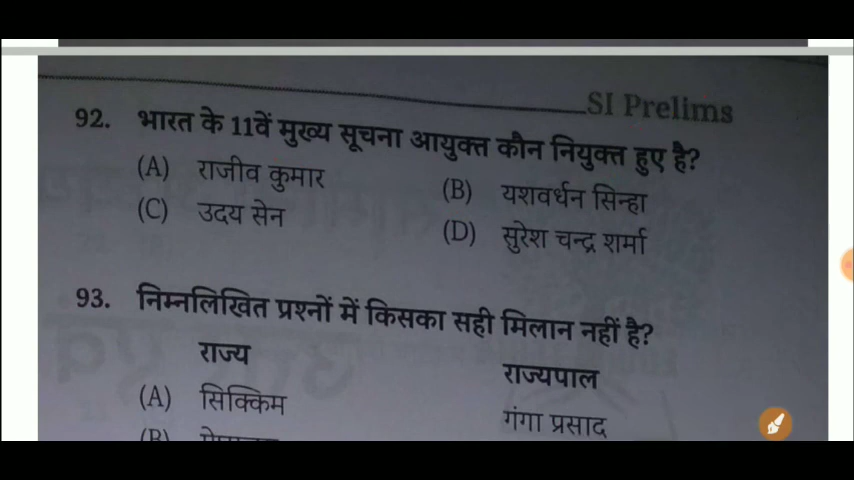 SI Prelims
92. भारत के 11वें मुख्य सूचना आयुक्त कौन नियुक्त हुए है?
(A) राजीव कुमार (B) यशवर्धन सिन्हा
(C) उदय सेन (D) सुरेश चन्द्र शर्मा
93. निम्नलिखित प्रश्नों में किसका सही मिलान नहीं है?
राज्य राज्यपाल
(A) सिक्किम गंगा प्रसाद
(B)